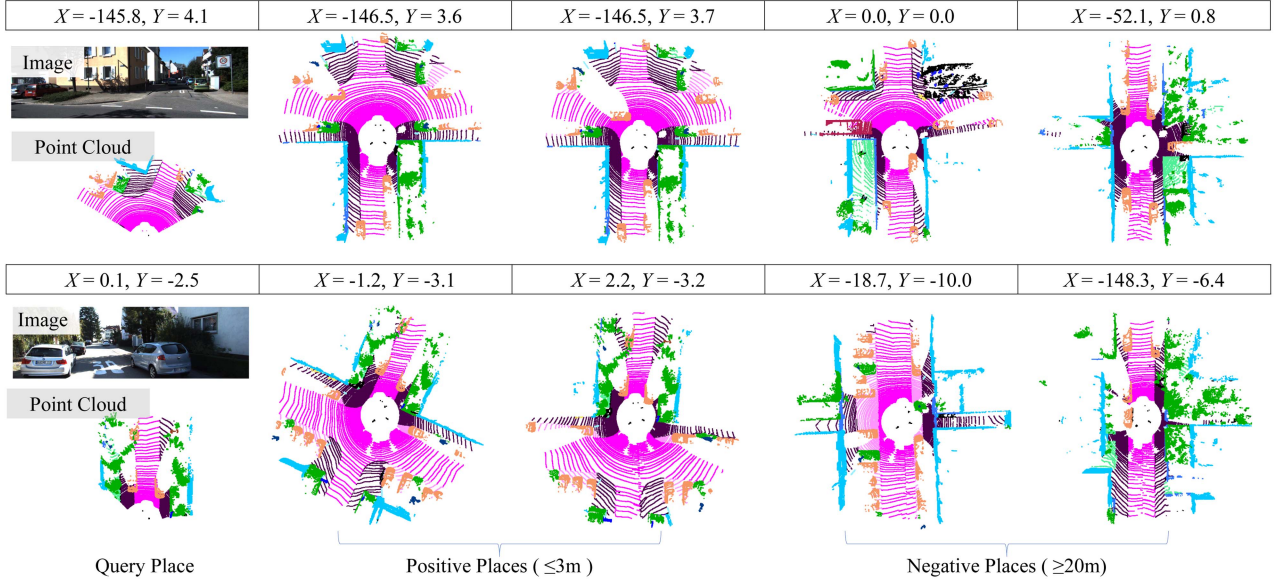 X = -145.8, Y = 4.1
X = -146.5, Y = 3.6
X = -146.5, Y = 3.7
X = 0.0, Y = 0.0
X = -52.1, Y = 0.8
Image
Point Cloud
X = 0.1, Y = -2.5
X = -1.2, Y = -3.1
X = 2.2, Y = -3.2
X = -18.7, Y = -10.0
X = -148.3, Y = -6.4
Image
Point Cloud
Query Place
Positive Places ( ≤3m )
Negative Places ( ≥20m)